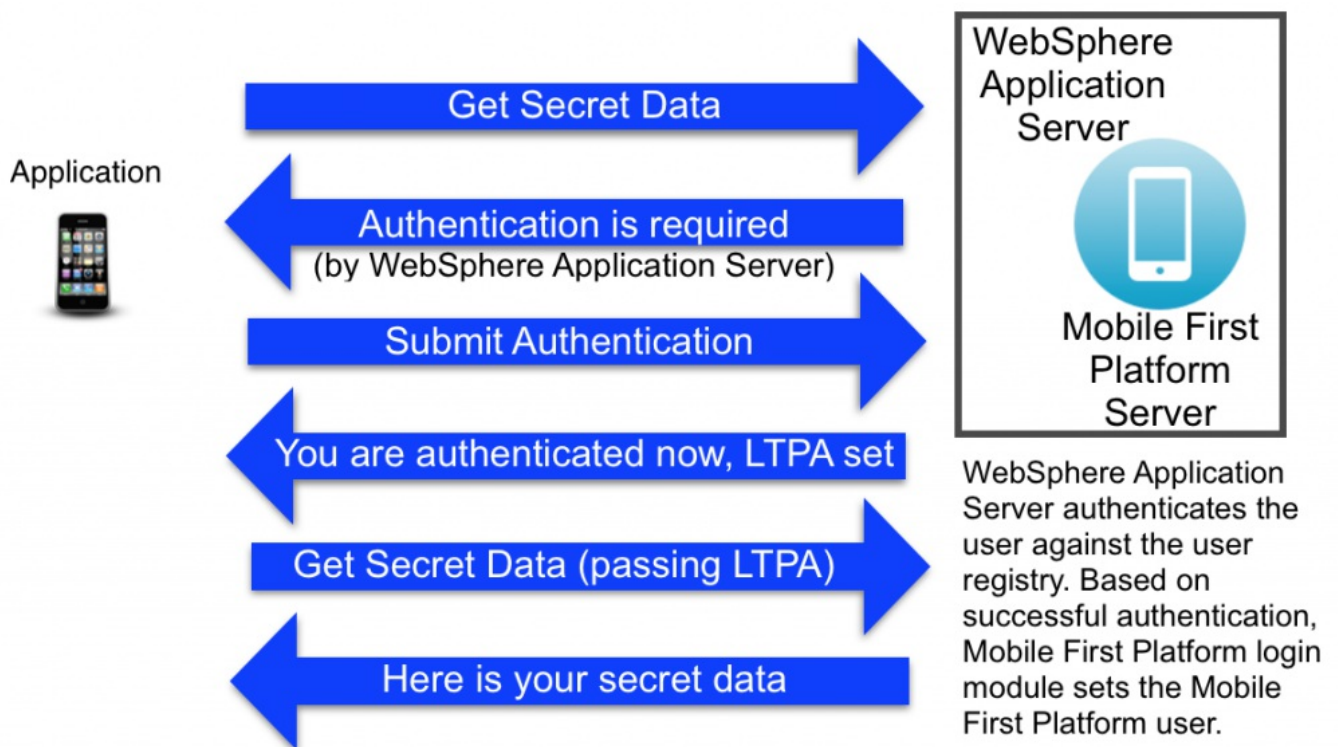 Application
Get Secret Data
Authentication is required
(by WebSphere Application Server)
Submit Authentication
You are authenticated now, LTPA set
Get Secret Data (passing LTPA)
Here is your secret data
WebSphere
Application
Server
Mobile First
Platform
Server
WebSphere Application
Server authenticates the
user against the user
registry. Based on
successful authentication,
Mobile First Platform login
module sets the Mobile
First Platform user.